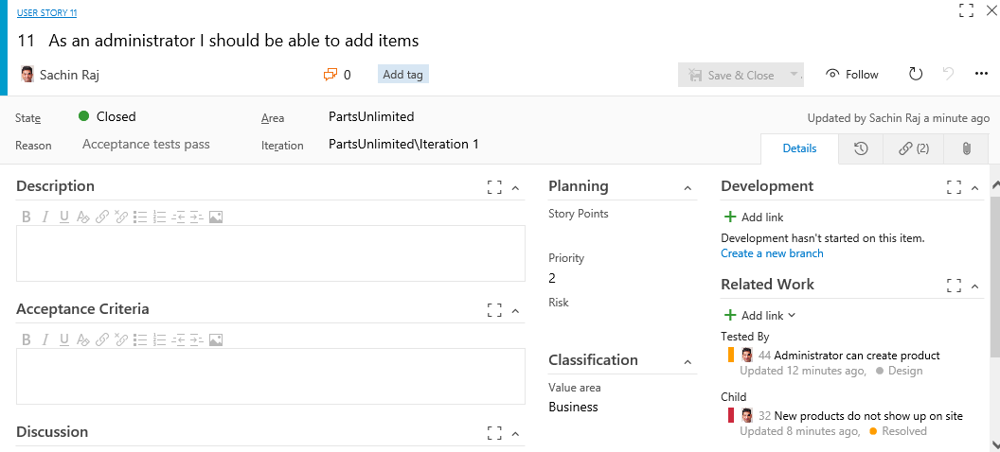 USER STORY 11
11 As an administrator I should be able to add items
Sachin Raj 0 Add tag Save & Close Follow
State Closed Area PartsUnlimited Updated by Sachin Raj a minute ago
Reason Acceptance tests pass Iteration PartsUnlimited\Iteration 1
Details (2)
Description
B I U
Acceptance Criteria
B I U
Discussion
Planning
Story Points
Priority
2
Risk
Classification
Value area
Business
Development
Add link
Development hasn't started on this item.
Create a new branch
Related Work
Add link
Tested By
44 Administrator can create product
Updated 12 minutes ago, Design
Child
32 New products do not show up on site
Updated 8 minutes ago, Resolved